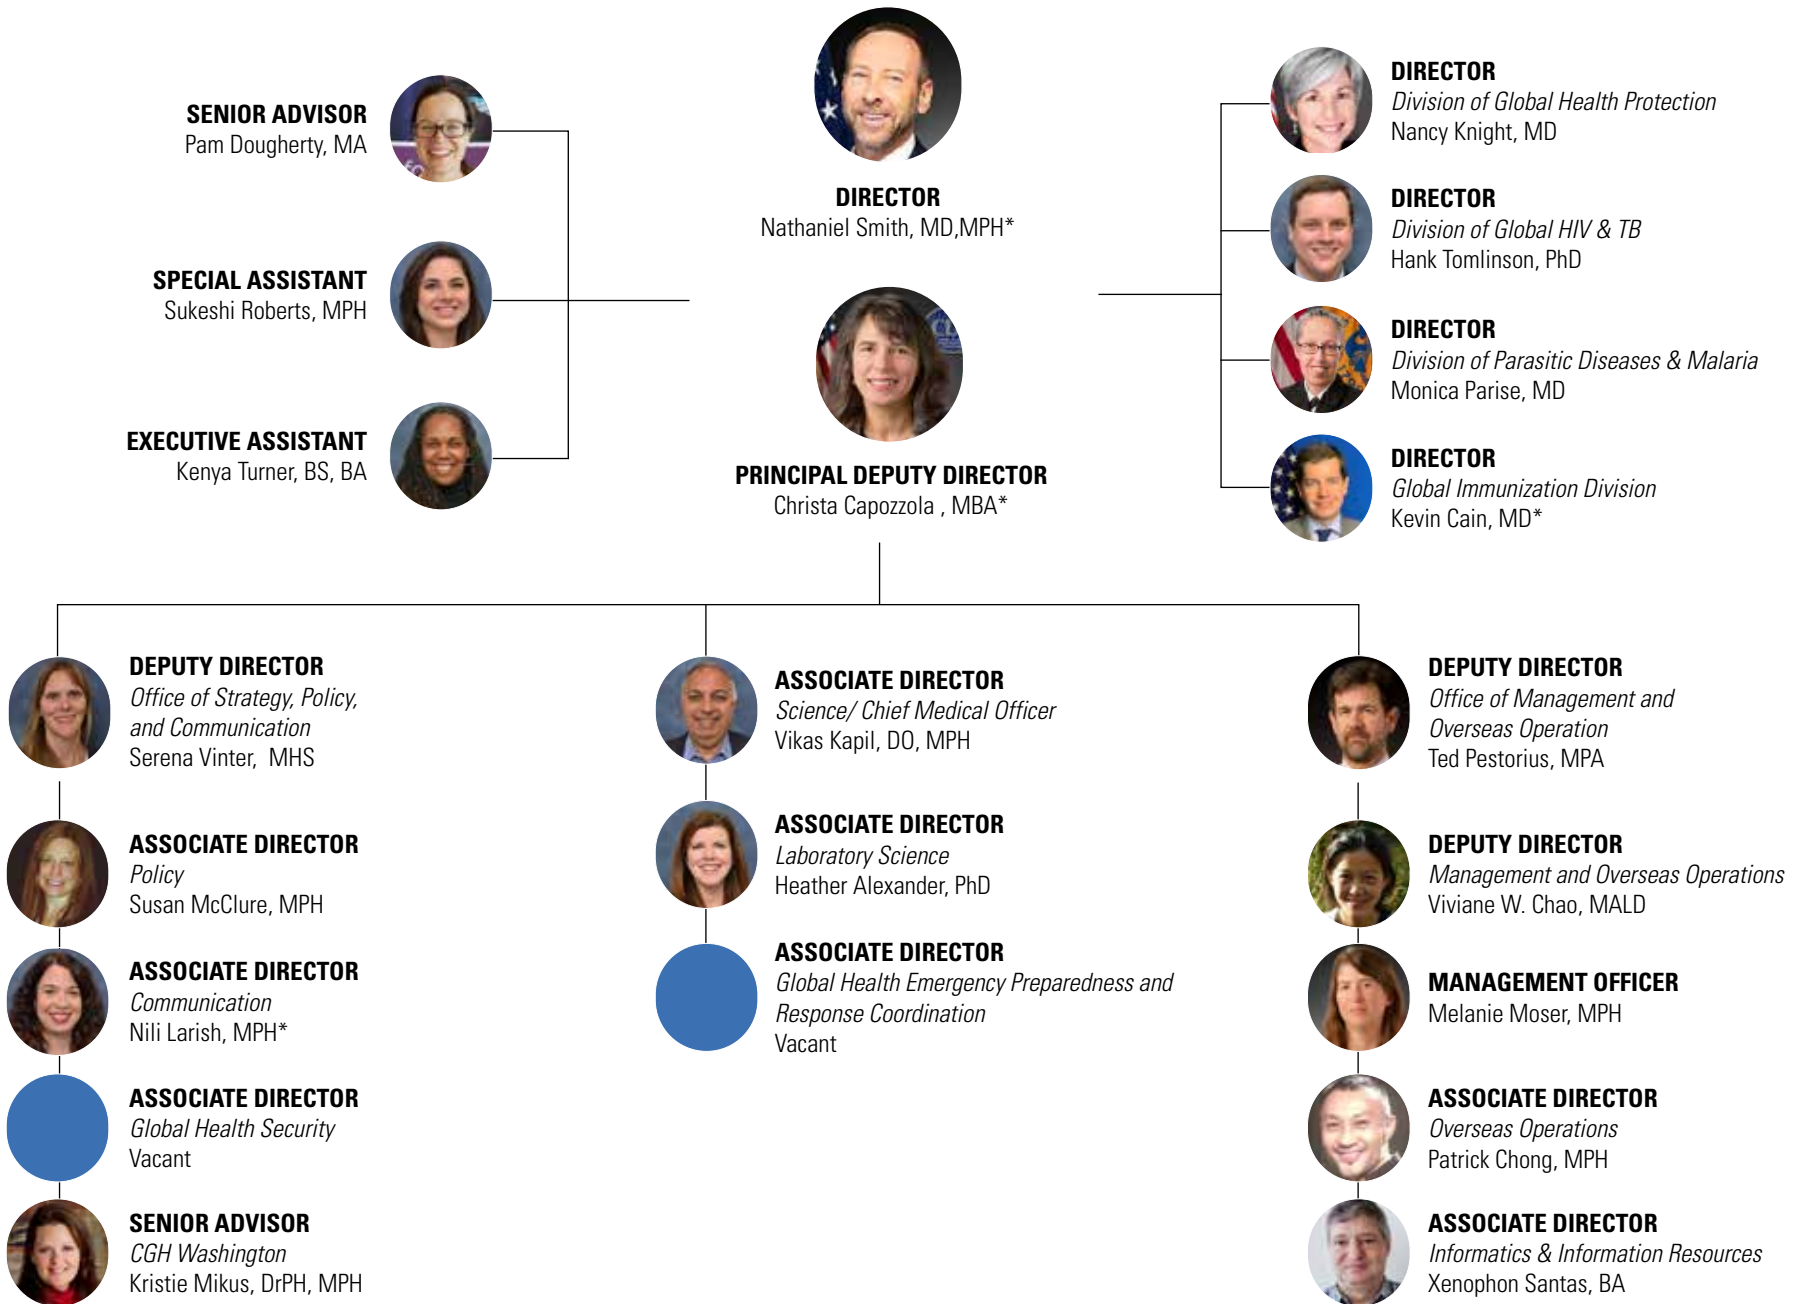 SENIOR ADVISOR
Pam Dougherty, MA
SPECIAL ASSISTANT
Sukeshi Roberts, MPH
EXECUTIVE ASSISTANT
Kenya Turner, BS, BA
DIRECTOR
Nathaniel Smith, MD,MPH*
PRINCIPAL DEPUTY DIRECTOR
Christa Capozzola , MBA*
DIRECTOR
Division of Global Health Protection
Nancy Knight, MD
DIRECTOR
Division of Global HIV & TB
Hank Tomlinson, PhD
DIRECTOR
Division of Parasitic Diseases & Malaria
Monica Parise, MD
DIRECTOR
Global Immunization Division
Kevin Cain, MD*
DEPUTY DIRECTOR
Office of Strategy, Policy,
and Communication
Serena Vinter, MHS
ASSOCIATE DIRECTOR
Policy
Susan McClure, MPH
ASSOCIATE DIRECTOR
Communication
Nili Larish, MPH*
ASSOCIATE DIRECTOR
Global Health Security
Vacant
SENIOR ADVISOR
CGH Washington
Kristie Mikus, DrPH, MPH
ASSOCIATE DIRECTOR
Science/ Chief Medical Officer
Vikas Kapil, DO, MPH
ASSOCIATE DIRECTOR
Laboratory Science
Heather Alexander, PhD
ASSOCIATE DIRECTOR
Global Health Emergency Preparedness and
Response Coordination
Vacant
DEPUTY DIRECTOR
Office of Management and
Overseas Operation
Ted Pestorius, MPA
DEPUTY DIRECTOR
Management and Overseas Operations
Viviane W. Chao, MALD
MANAGEMENT OFFICER
Melanie Moser, MPH
ASSOCIATE DIRECTOR
Overseas Operations
Patrick Chong, MPH
ASSOCIATE DIRECTOR
Informatics & Information Resources
Xenophon Santas, BA